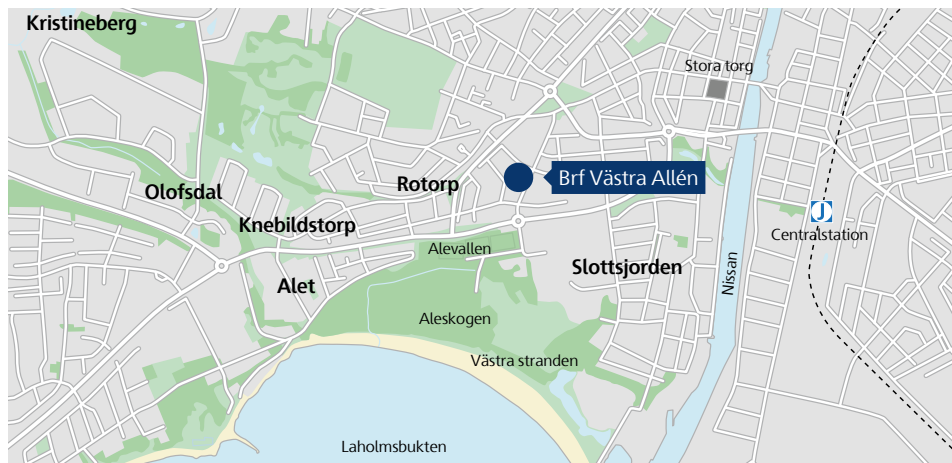 Kristineberg
Stora torg
Brf Västra Allén
Rotorp
Olofsdal
Knebildstorp
J
Centralstation
Alevallen
Slottsjorden
Alet
Nissan
Aleskogen
Västra stranden
Laholmsbukten